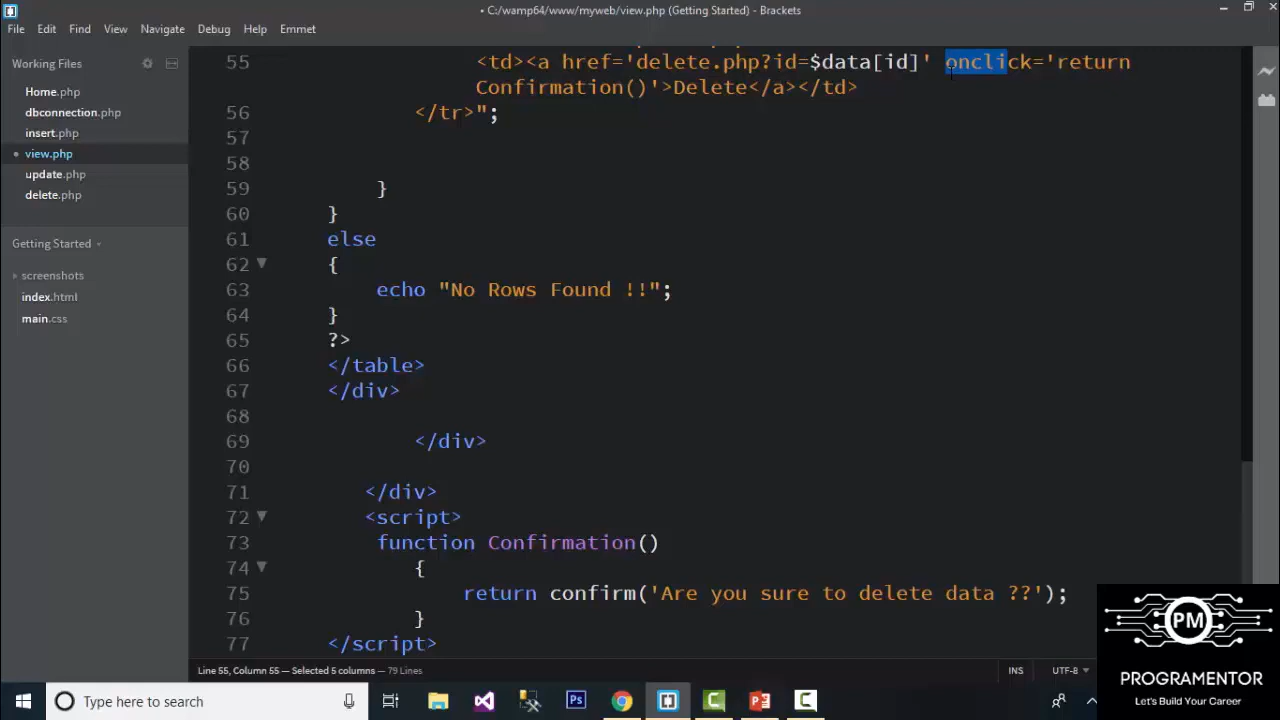 • C:/wamp64/www/myweb/view.php (Getting Started) - Brackets
File Edit Find View Navigate Debug Help Emmet
Working Files
Home.php
dbconnection.php
insert.php
view.php
update.php
delete.php
Getting Started
screenshots
index.html
main.css
55 <td><a href='delete.php?id=$data[id]' onclick='return
Confirmation()'>Delete</a></td>
56 </tr>";
57
58
59 }
60 }
61 else
62 {
63 echo "No Rows Found !!";
64 }
65 ?>
66 </table>
67 </div>
68
69 </div>
70
71 </div>
72 <script>
73 function Confirmation()
74 {
75 return confirm('Are you sure to delete data ??');
76 }
77 </script>
Line 55, Column 55 — Selected 5 columns — 79 Lines
INS UTF-8
PM
PROGRAMENTOR
Let's Build Your Career
Type here to search
Ps